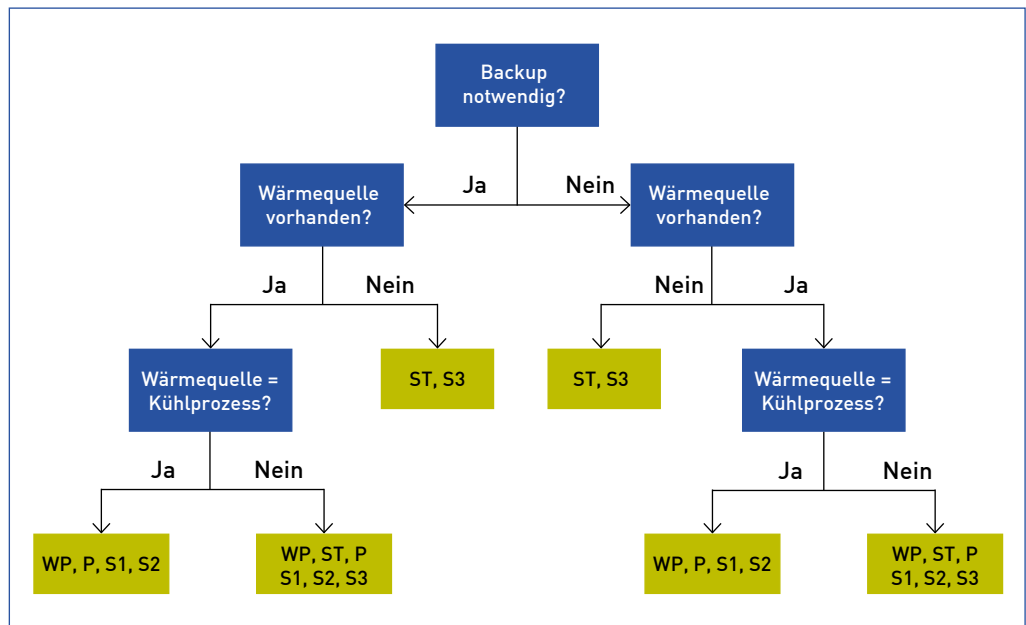 Backup
notwendig?
Ja
Nein
Wärmequelle
vorhanden?
Wärmequelle
vorhanden?
Ja
Nein
Nein
Ja
Wärmequelle =
Kühlprozess?
ST, S3
ST, S3
Wärmequelle =
Kühlprozess?
Ja
Nein
Ja
Nein
WP, P, S1, S2
WP, ST, P
S1, S2, S3
WP, P, S1, S2
WP, ST, P
S1, S2, S3